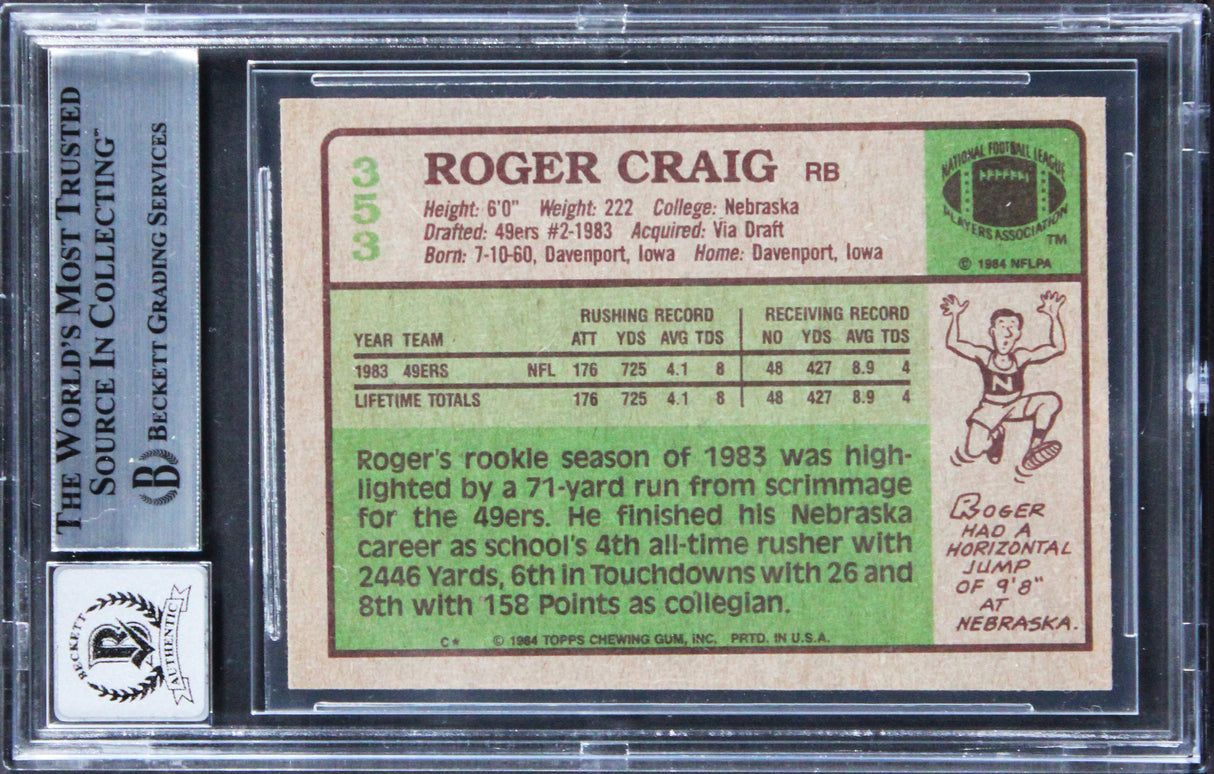 THE WORLD'S MOST TRUSTED
SOURCE IN COLLECTING"
B BECKETT GRADING SERVICES
BECKETT
B
AUTHENTIC
353
ROGER CRAIG RB
Height: 6'0" Weight: 222 College: Nebraska
Drafted: 49ers #2-1983 Acquired: Via Draft
Born: 7-10-60, Davenport, Iowa Home: Davenport, Iowa
NATIONAL FOOTBALL LEAGUE
PLAYERS ASSOCIATION
TM
© 1984 NFLPA
RUSHING RECORD RECEIVING RECORD
YEAR TEAM ATT YDS AVG TDS NO YDS AVG TDS
1983 49ERS NFL 176 725 4.1 8 48 427 8.9 4
LIFETIME TOTALS 176 725 4.1 8 48 427 8.9 4
Roger's rookie season of 1983 was high-
lighted by a 71-yard run from scrimmage
for the 49ers. He finished his Nebraska
career as school's 4th all-time rusher with
2446 Yards, 6th in Touchdowns with 26 and
8th with 158 Points as collegian.
C* © 1984 TOPPS CHEWING GUM, INC. PRTD. IN U.S.A.
N
ROGER
HAD A
HORIZONTAL
JUMP
OF 9'8"
AT
NEBRASKA.